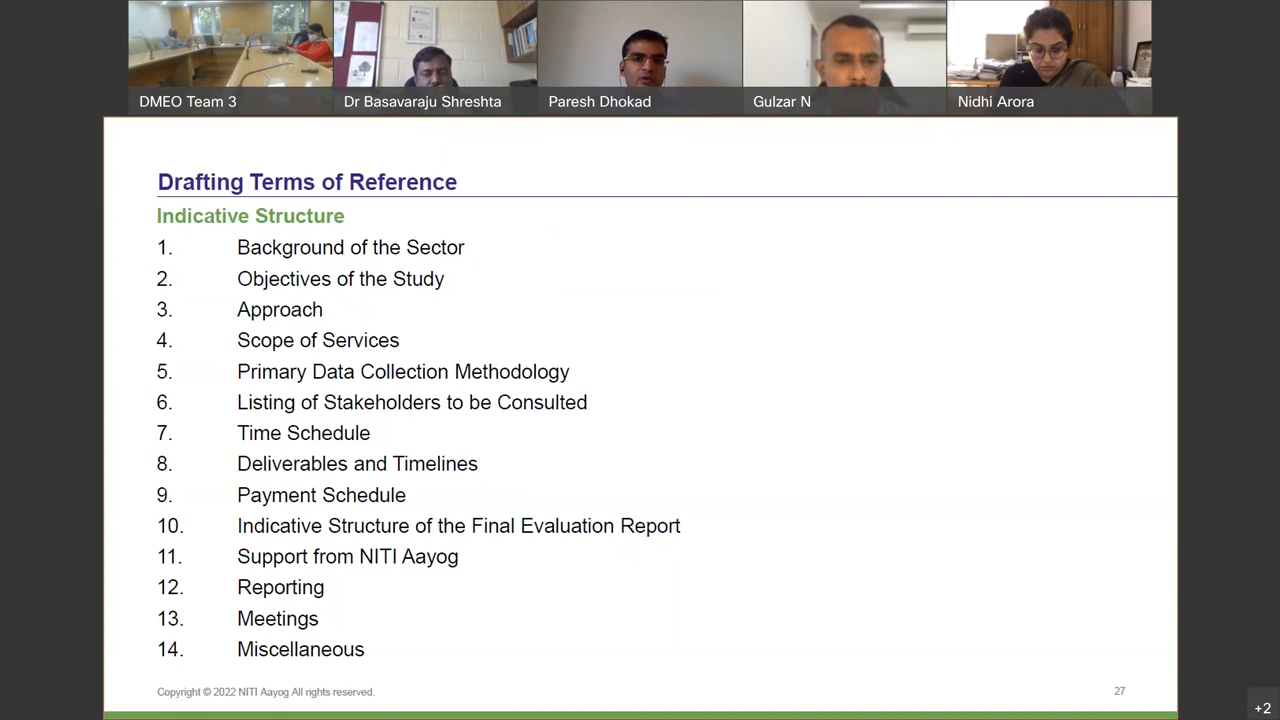 DMEO Team 3
Dr Basavaraju Shreshta
Paresh Dhokad
Gulzar N
Nidhi Arora
Drafting Terms of Reference
Indicative Structure
1. Background of the Sector
2. Objectives of the Study
3. Approach
4. Scope of Services
5. Primary Data Collection Methodology
6. Listing of Stakeholders to be Consulted
7. Time Schedule
8. Deliverables and Timelines
9. Payment Schedule
10. Indicative Structure of the Final Evaluation Report
11. Support from NITI Aayog
12. Reporting
13. Meetings
14. Miscellaneous
Copyright © 2022 NITI Aayog All rights reserved.
27
+2